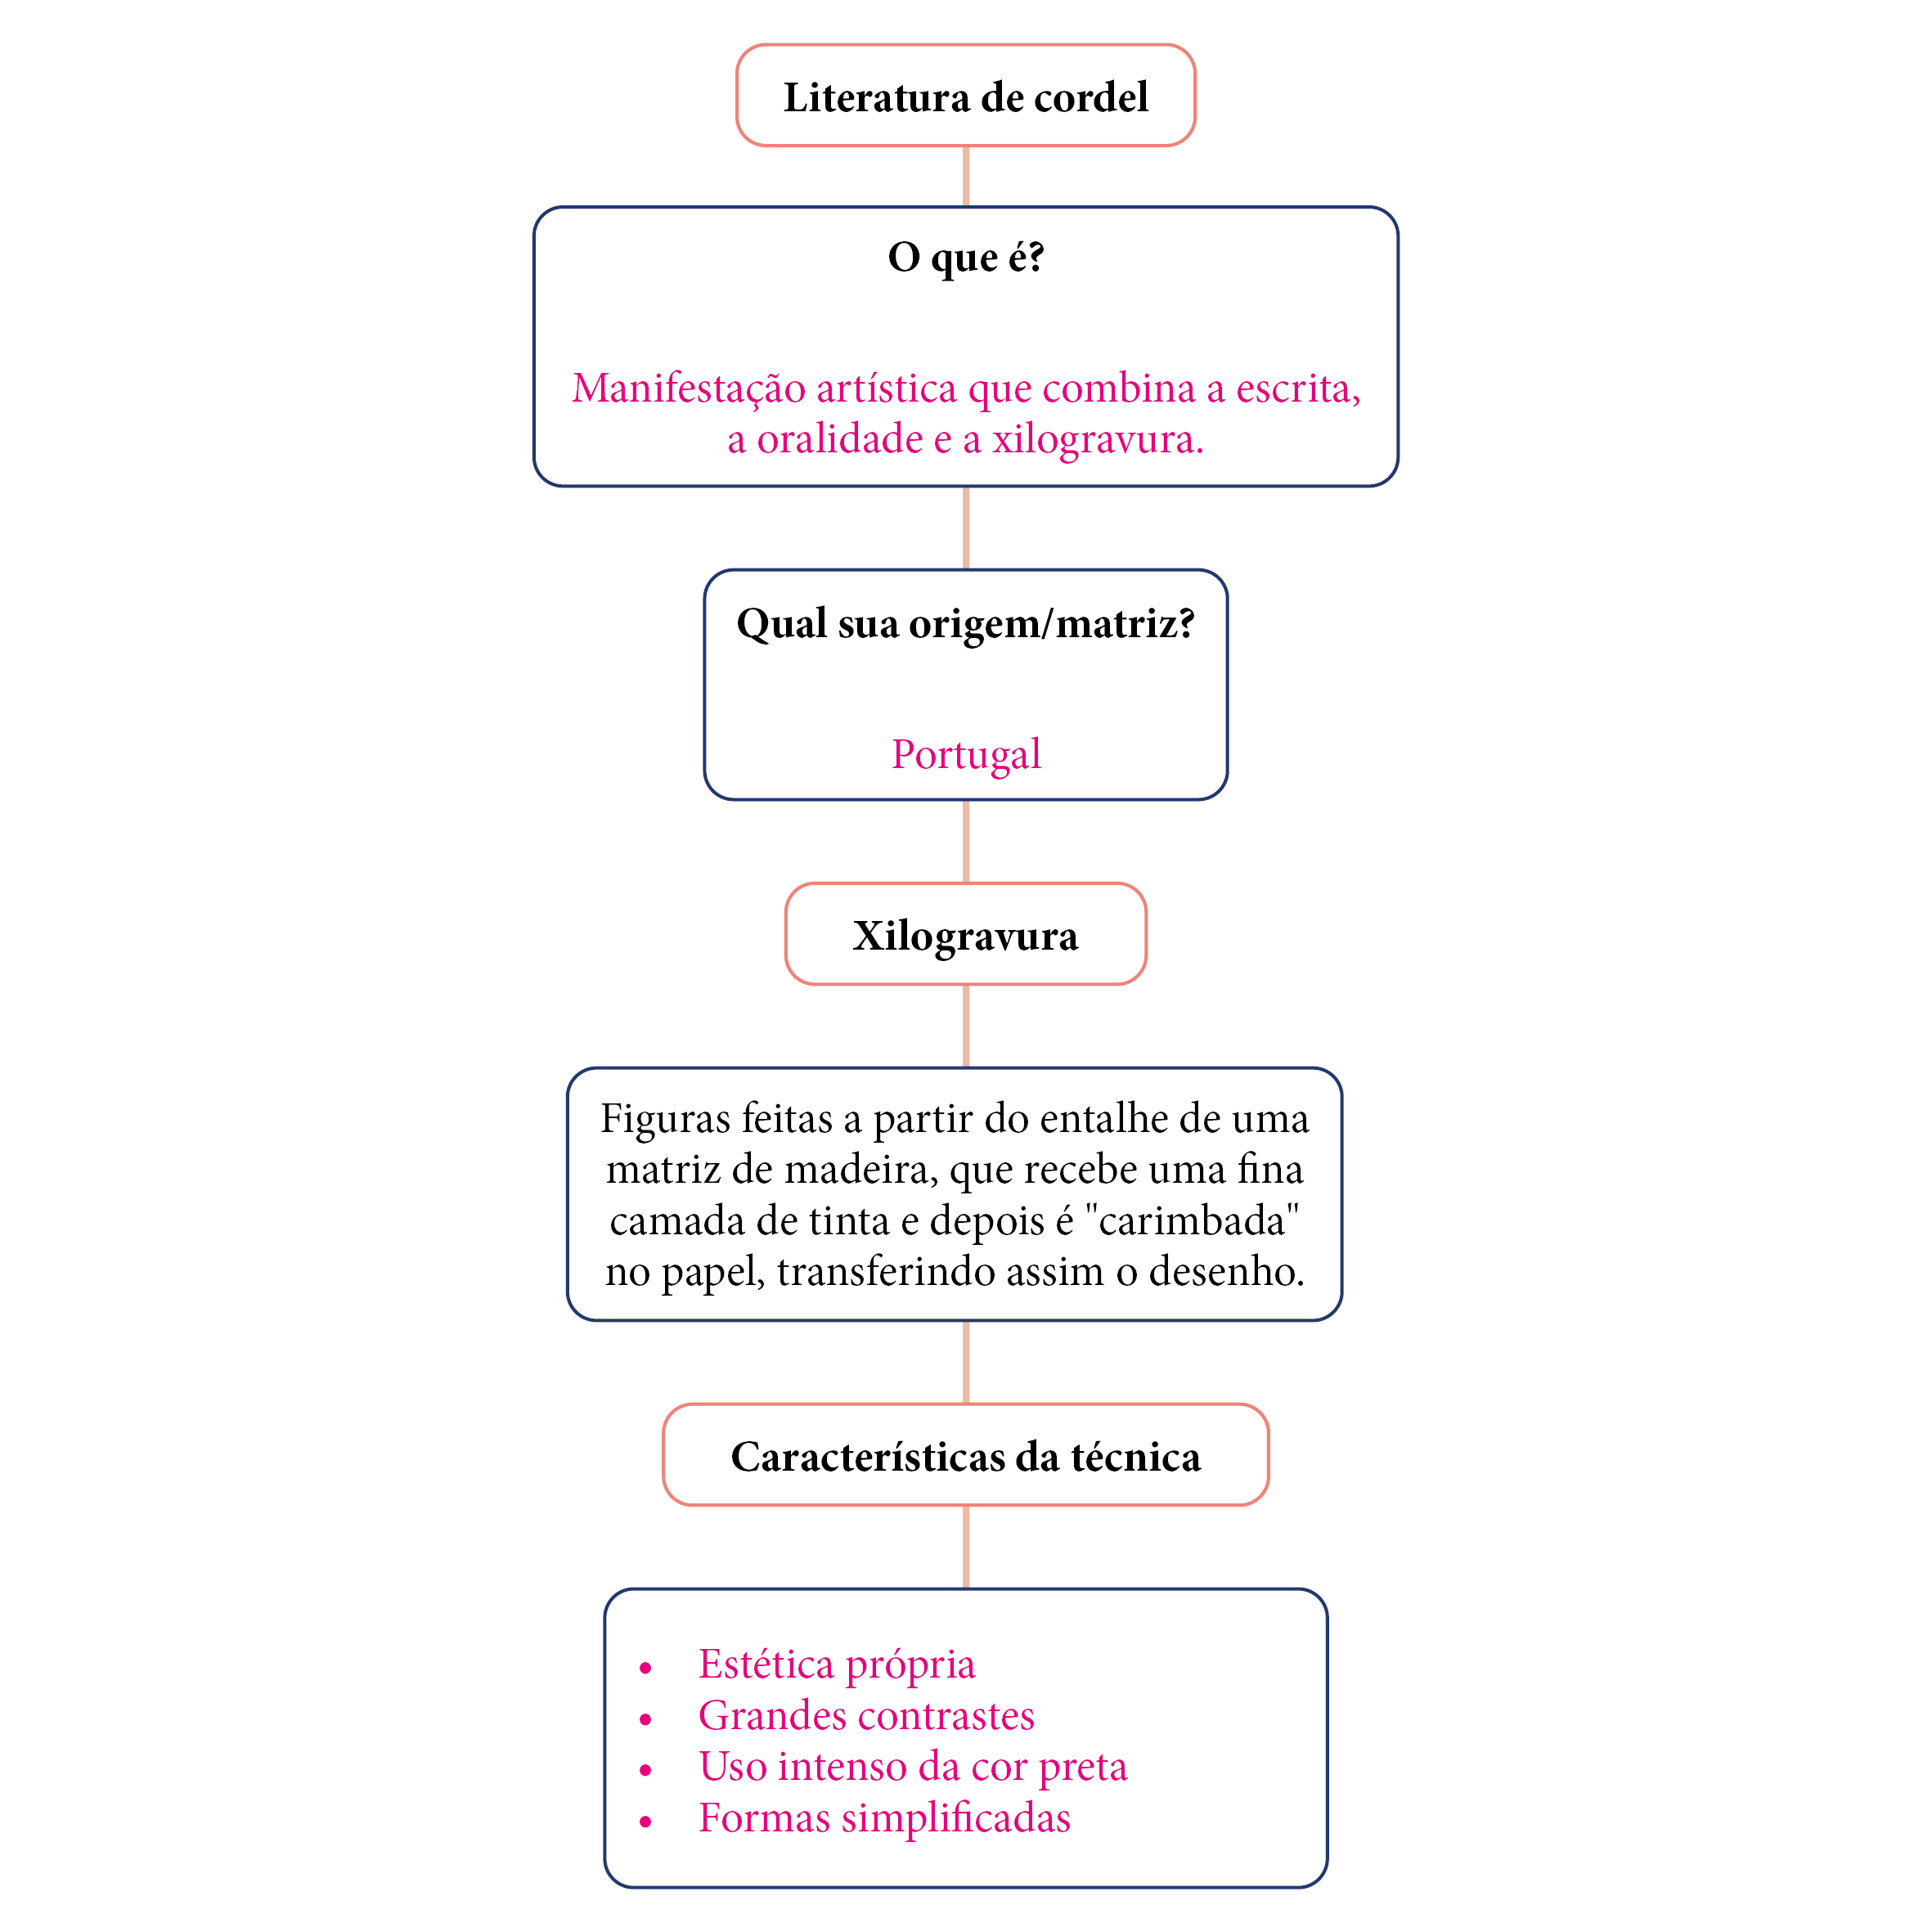 Literatura de cordel
O que é?
Manifestação artística que combina a escrita,
a oralidade e a xilogravura.
Qual sua origem/matriz?
Portugal
Xilogravura
Figuras feitas a partir do entalhe de uma
matriz de madeira, que recebe uma fina
camada de tinta e depois é "carimbada"
no papel, transferindo assim o desenho.
Características da técnica
• Estética própria
• Grandes contrastes
• Uso intenso da cor preta
• Formas simplificadas